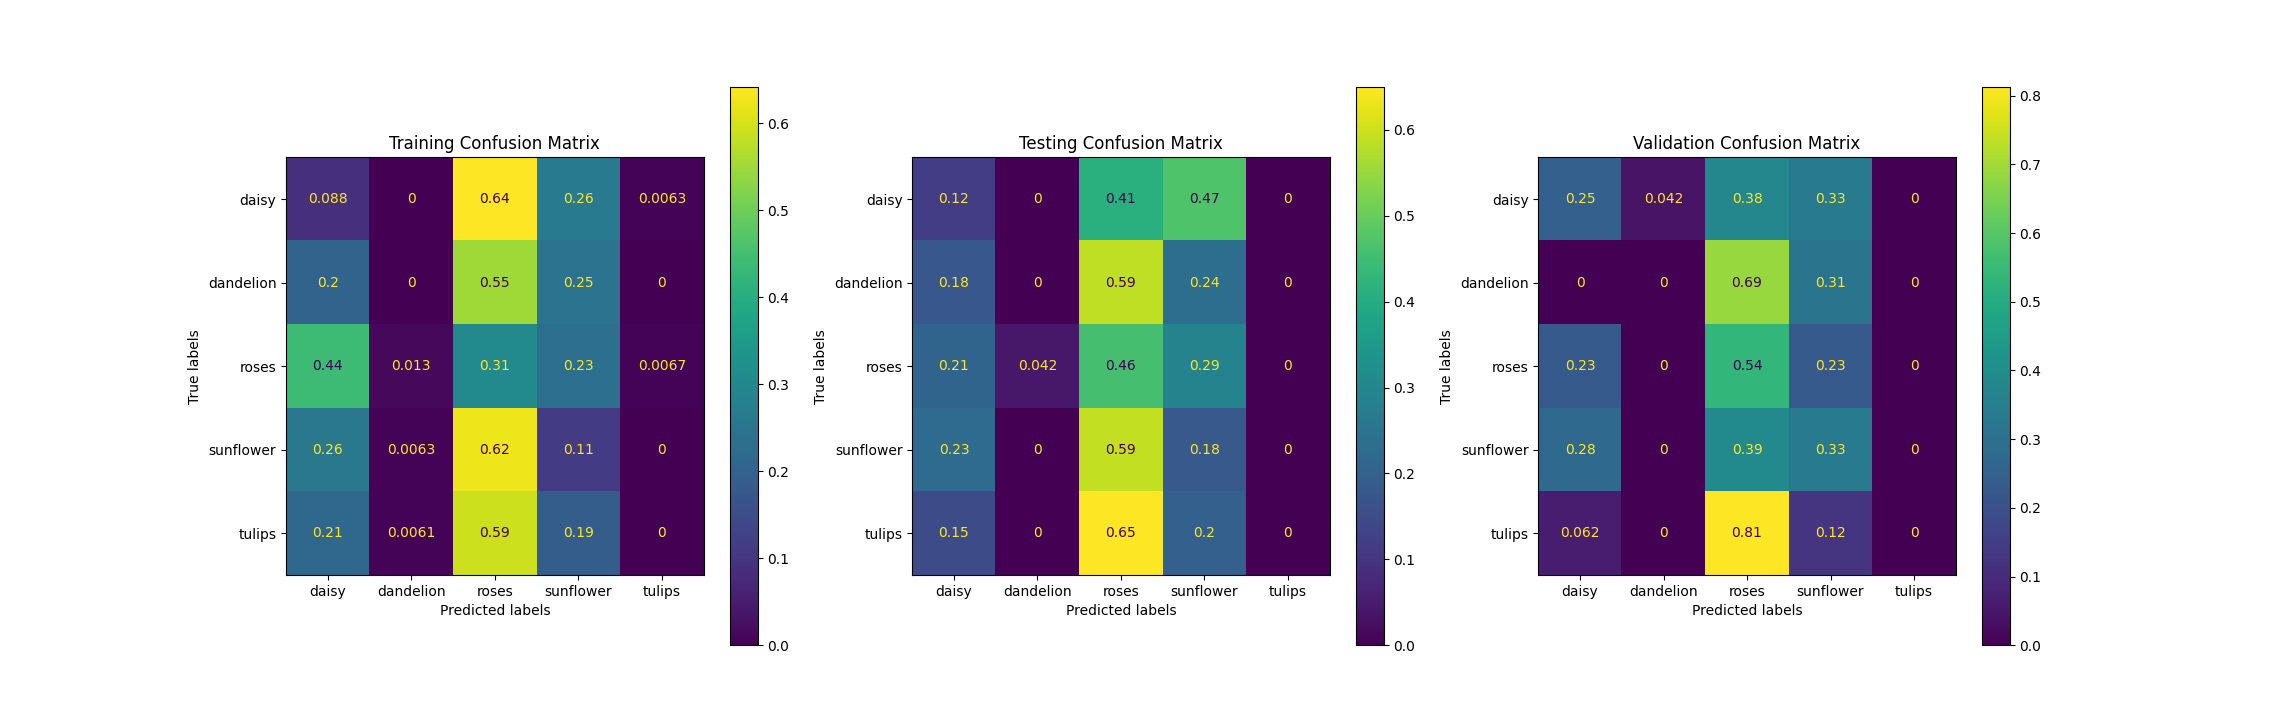 Training Confusion Matrix
True labels
daisy 0.088 0 0.64 0.26 0.0063
dandelion 0.2 0 0.55 0.25 0
roses 0.44 0.013 0.31 0.23 0.0067
sunflower 0.26 0.0063 0.62 0.11 0
tulips 0.21 0.0061 0.59 0.19 0
daisy dandelion roses sunflower tulips
Predicted labels
0.6
0.5
0.4
0.3
0.2
0.1
0.0
Testing Confusion Matrix
True labels
daisy 0.12 0 0.41 0.47 0
dandelion 0.18 0 0.59 0.24 0
roses 0.21 0.042 0.46 0.29 0
sunflower 0.23 0 0.59 0.18 0
tulips 0.15 0 0.65 0.2 0
daisy dandelion roses sunflower tulips
Predicted labels
0.6
0.5
0.4
0.3
0.2
0.1
0.0
Validation Confusion Matrix
True labels
daisy 0.25 0.042 0.38 0.33 0
dandelion 0 0 0.69 0.31 0
roses 0.23 0 0.54 0.23 0
sunflower 0.28 0 0.39 0.33 0
tulips 0.062 0 0.81 0.12 0
daisy dandelion roses sunflower tulips
Predicted labels
0.8
0.7
0.6
0.5
0.4
0.3
0.2
0.1
0.0